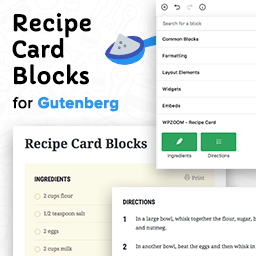 Recipe
Card
Blocks
for Gutenberg
Search for a block
Common Blocks
Formatting
Layout Elements
Widgets
Embeds
WPZOOM - Recipe Card
Ingredients
Directions
Recipe Card Blocks
Print
INGREDIENTS
2 cups flour
1/2 teaspoon salt
2 eggs
2 cups milk
DIRECTIONS
1 In a large bowl, whisk together the flour, sugar, b
and nutmeg.
2 In another bowl, beat the eggs and then whisk in